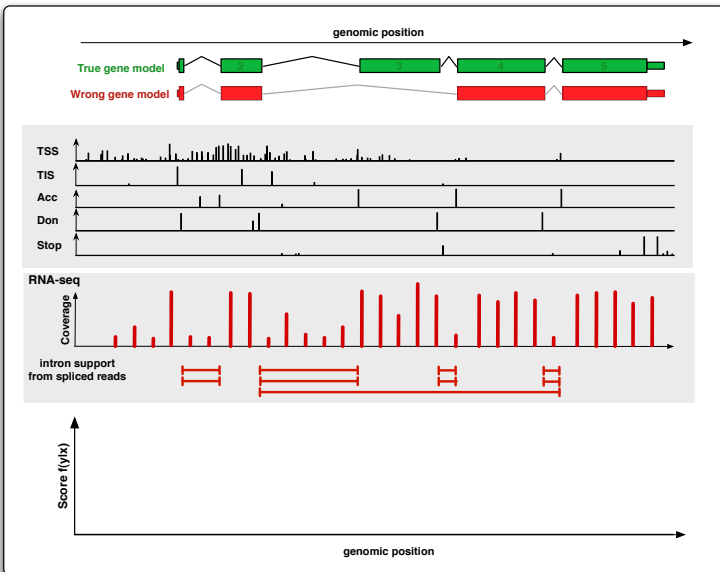 genomic position
True gene model
2 3 4 5
Wrong gene model
TSS
TIS
Acc
Don
Stop
RNA-seq
Coverage
intron support
from spliced reads
Score f(y|x)
genomic position